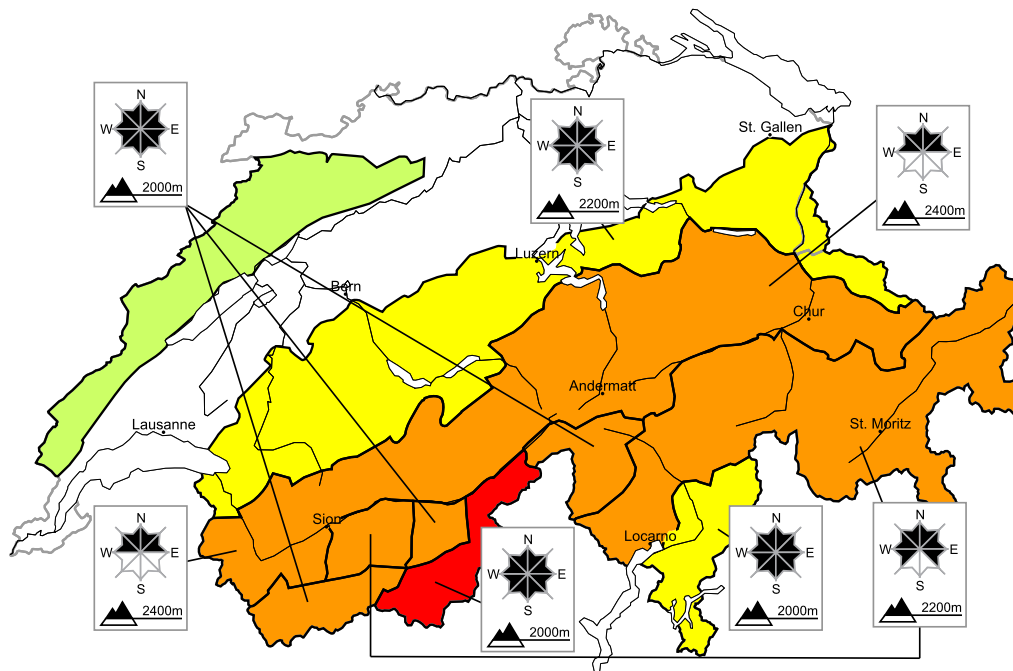 N
W E
S
2000m
N
W E
S
2200m
N
W E
S
2400m
St. Gallen
Luzern
Bern
Chur
Andermatt
Lausanne
St. Moritz
Sion
Locarno
N
W E
S
2400m
N
W E
S
2000m
N
W E
S
2000m
N
W E
S
2200m